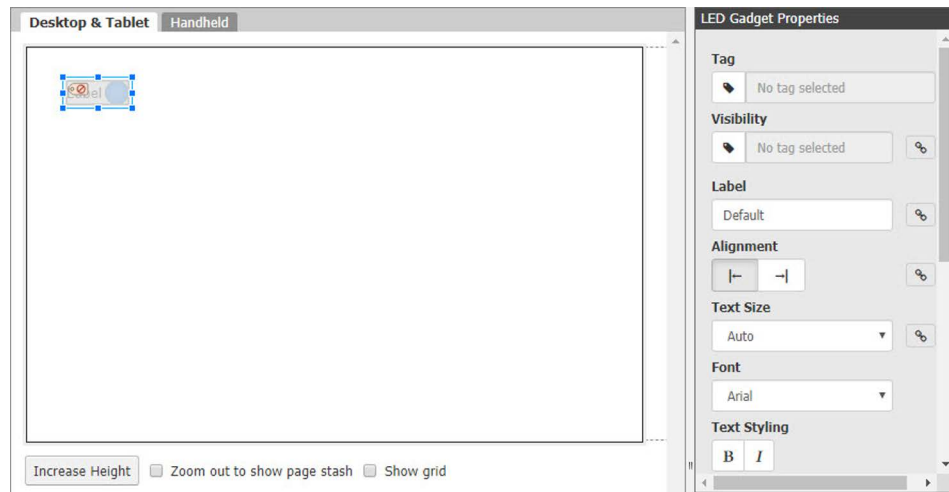 Desktop & Tablet Handheld
LED Gadget Properties
Label
Tag
No tag selected
Visibility
No tag selected
Label
Default
Alignment
Text Size
Auto
Font
Arial
Text Styling
B I
Increase Height Zoom out to show page stash Show grid